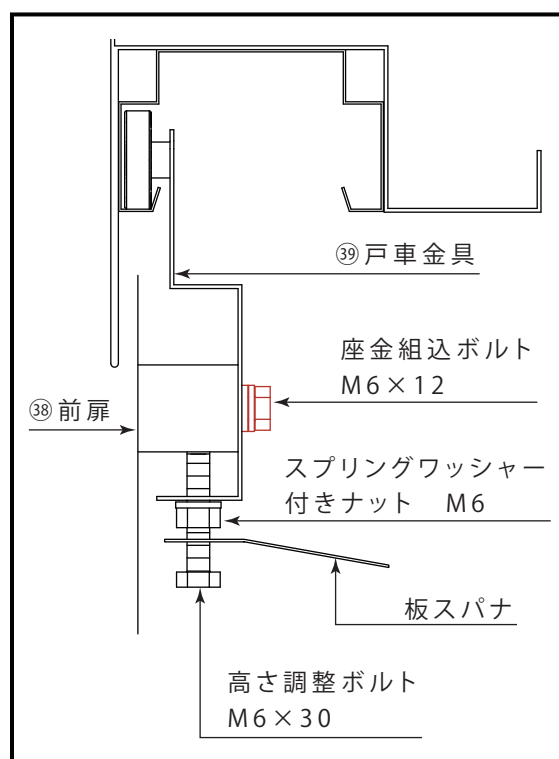 ㊴戸車金具
座金組込ボルト
M6×12
㊳前扉
スプリングワッシャー
付きナット　M6
板スパナ
高さ調整ボルト
M6×30